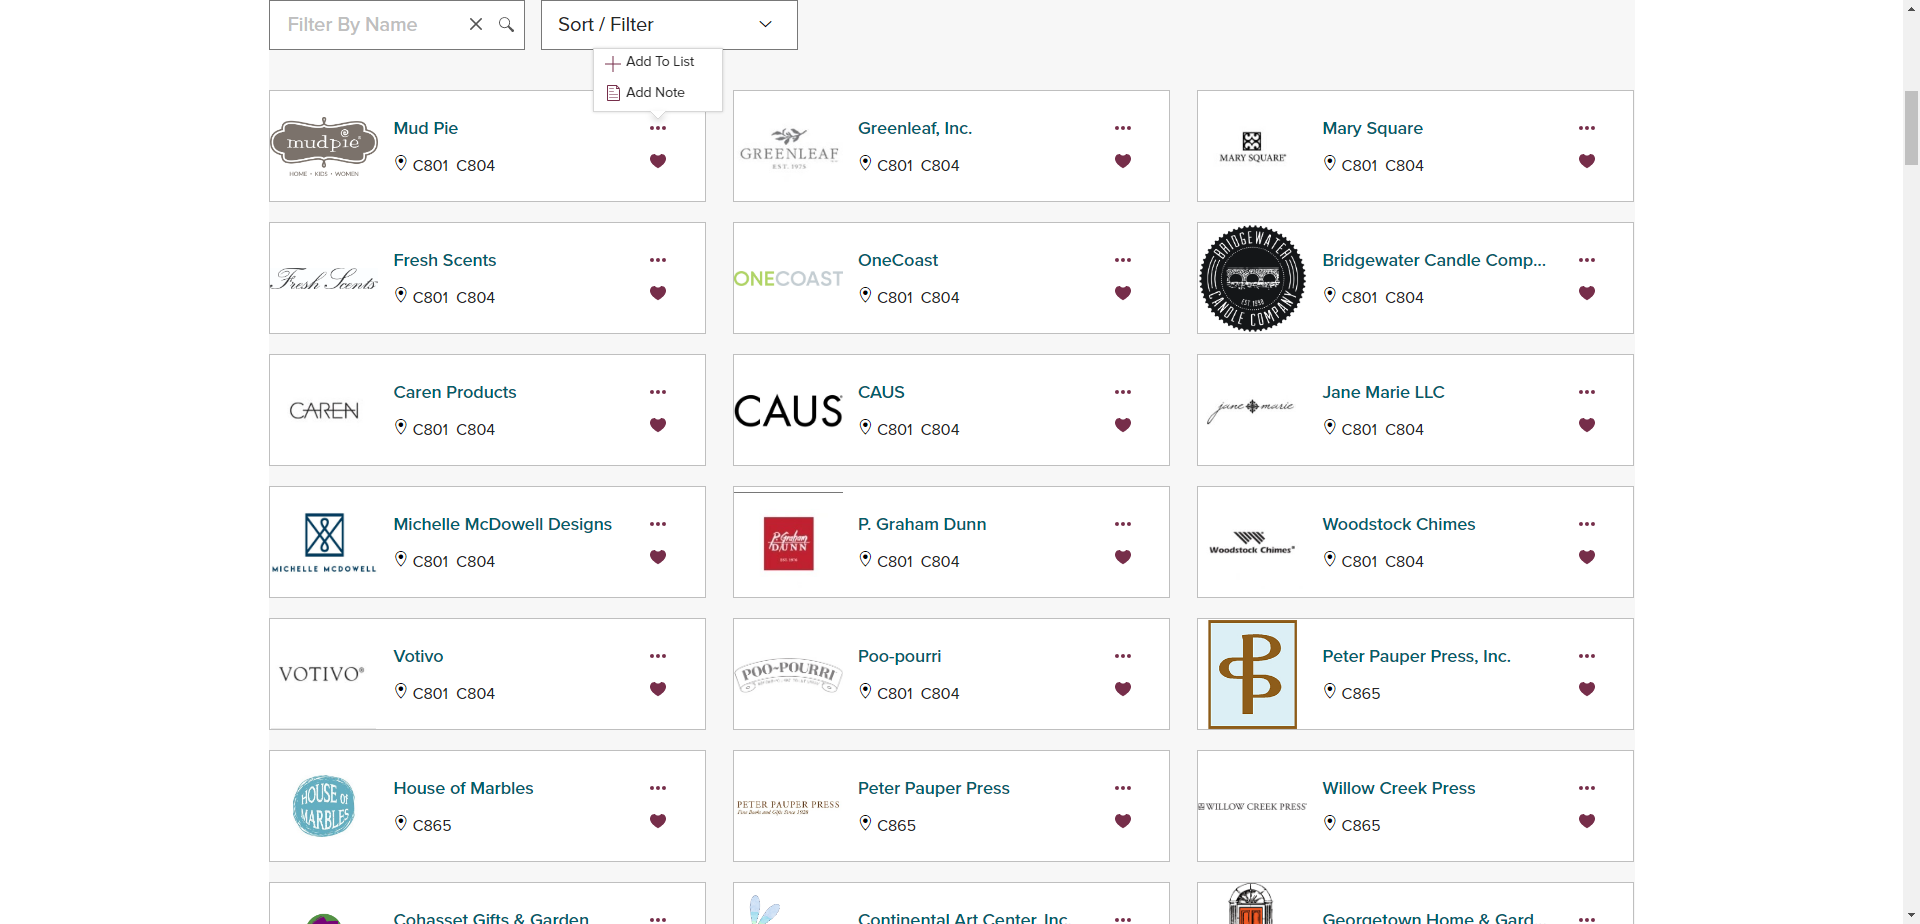 Filter By Name
Sort / Filter
Add To List
Add Note
mudpie
HOME • KIDS • WOMEN
Mud Pie
C801 C804
GREENLEAF
EST. 1975
Greenleaf, Inc.
C801 C804
MARY SQUARE
Mary Square
C801 C804
Fresh Scents
Fresh Scents
C801 C804
ONECOAST
OneCoast
C801 C804
BRIDGEWATER
EST 1998
CANDLE COMPANY
Bridgewater Candle Comp...
C801 C804
CAREN
Caren Products
C801 C804
CAUS
CAUS
C801 C804
jane marie
Jane Marie LLC
C801 C804
MICHELLE MCDOWELL
Michelle McDowell Designs
C801 C804
P. Graham
DUNN
P. Graham Dunn
C801 C804
Woodstock Chimes®
Woodstock Chimes
C801 C804
VOTIVO®
Votivo
C801 C804
POO~POURRI
Poo-pourri
C801 C804
Peter Pauper Press, Inc.
C865
HOUSE of
MARBLES
House of Marbles
C865
PETER PAUPER PRESS
Fine Books and Gifts Since 1928
Peter Pauper Press
C865
WILLOW CREEK PRESS
Willow Creek Press
C865
Cohasset Gifts & Garden
Continental Art Center, Inc
Georgetown Home & Gard...